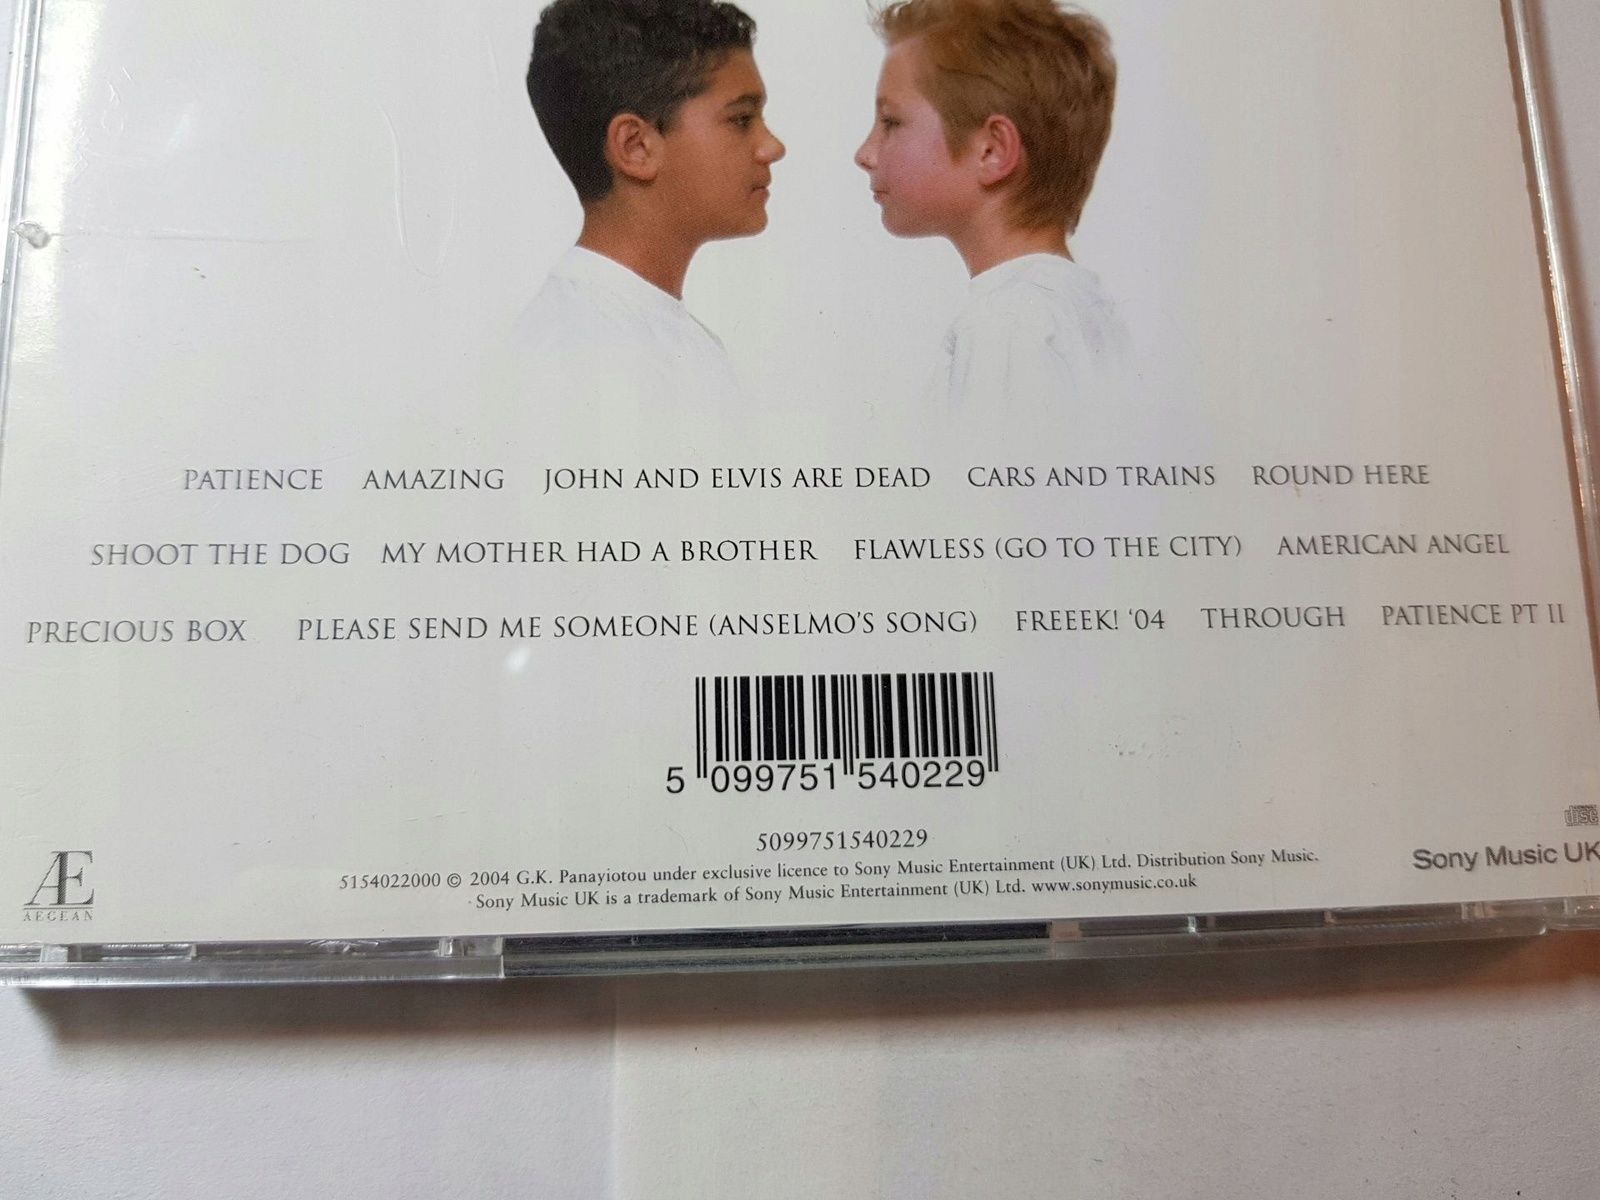 PATIENCE AMAZING JOHN AND ELVIS ARE DEAD CARS AND TRAINS ROUND HERE
SHOOT THE DOG MY MOTHER HAD A BROTHER FLAWLESS (GO TO THE CITY) AMERICAN ANGEL
PRECIOUS BOX PLEASE SEND ME SOMEONE (ANSELMO'S SONG) FREEEK! '04 THROUGH PATIENCE PT II
5 099751 540229
5099751540229
5154022000 © 2004 G.K. Panayiotou under exclusive licence to Sony Music Entertainment (UK) Ltd. Distribution Sony Music.
Sony Music UK is a trademark of Sony Music Entertainment (UK) Ltd. www.sonymusic.co.uk
Æ
AEGEAN
disc
Sony Music UK